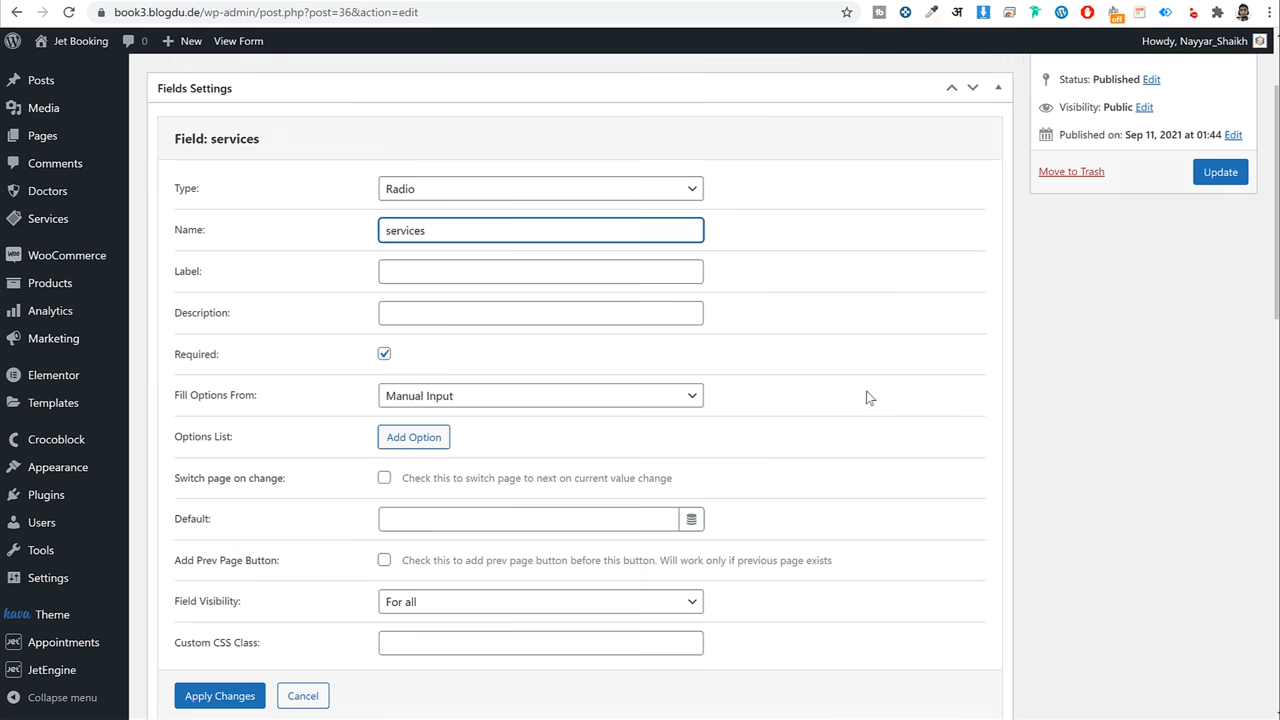 book3.blogdu.de/wp-admin/post.php?post=36&action=edit
अ
off
Jet Booking
0
New
View Form
Howdy, Nayyar_Shaikh
Posts
Media
Pages
Comments
Doctors
Services
WooCommerce
Products
Analytics
Marketing
Elementor
Templates
Crocoblock
Appearance
Plugins
Users
Tools
Settings
kava Theme
Jet Appointments
Jet JetEngine
Collapse menu
Fields Settings
Field: services
Type:
Radio
Name:
services
Label:
Description:
Required:
Fill Options From:
Manual Input
Options List:
Add Option
Switch page on change:
Check this to switch page to next on current value change
Default:
Add Prev Page Button:
Check this to add prev page button before this button. Will work only if previous page exists
Field Visibility:
For all
Custom CSS Class:
Apply Changes
Cancel
Status: Published Edit
Visibility: Public Edit
Published on: Sep 11, 2021 at 01:44 Edit
Move to Trash
Update